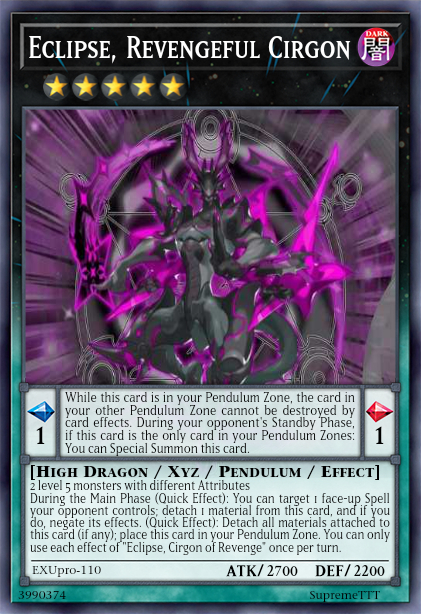 Eclipse, Revengeful Cirgon
DARK
闇
While this card is in your Pendulum Zone, the card in
your other Pendulum Zone cannot be destroyed by
card effects. During your opponent's Standby Phase,
if this card is the only card in your Pendulum Zones:
You can Special Summon this card.
1
1
[High Dragon / Xyz / Pendulum / Effect]
2 level 5 monsters with different Attributes
During the Main Phase (Quick Effect): You can target 1 face-up Spell
your opponent controls; detach 1 material from this card, and if you
do, negate its effects. (Quick Effect): Detach all materials attached to
this card (if any); place this card in your Pendulum Zone. You can only
use each effect of "Eclipse, Cirgon of Revenge" once per turn.
EXUpro-110
ATK/ 2700 DEF/ 2200
3990374
SupremeTTT